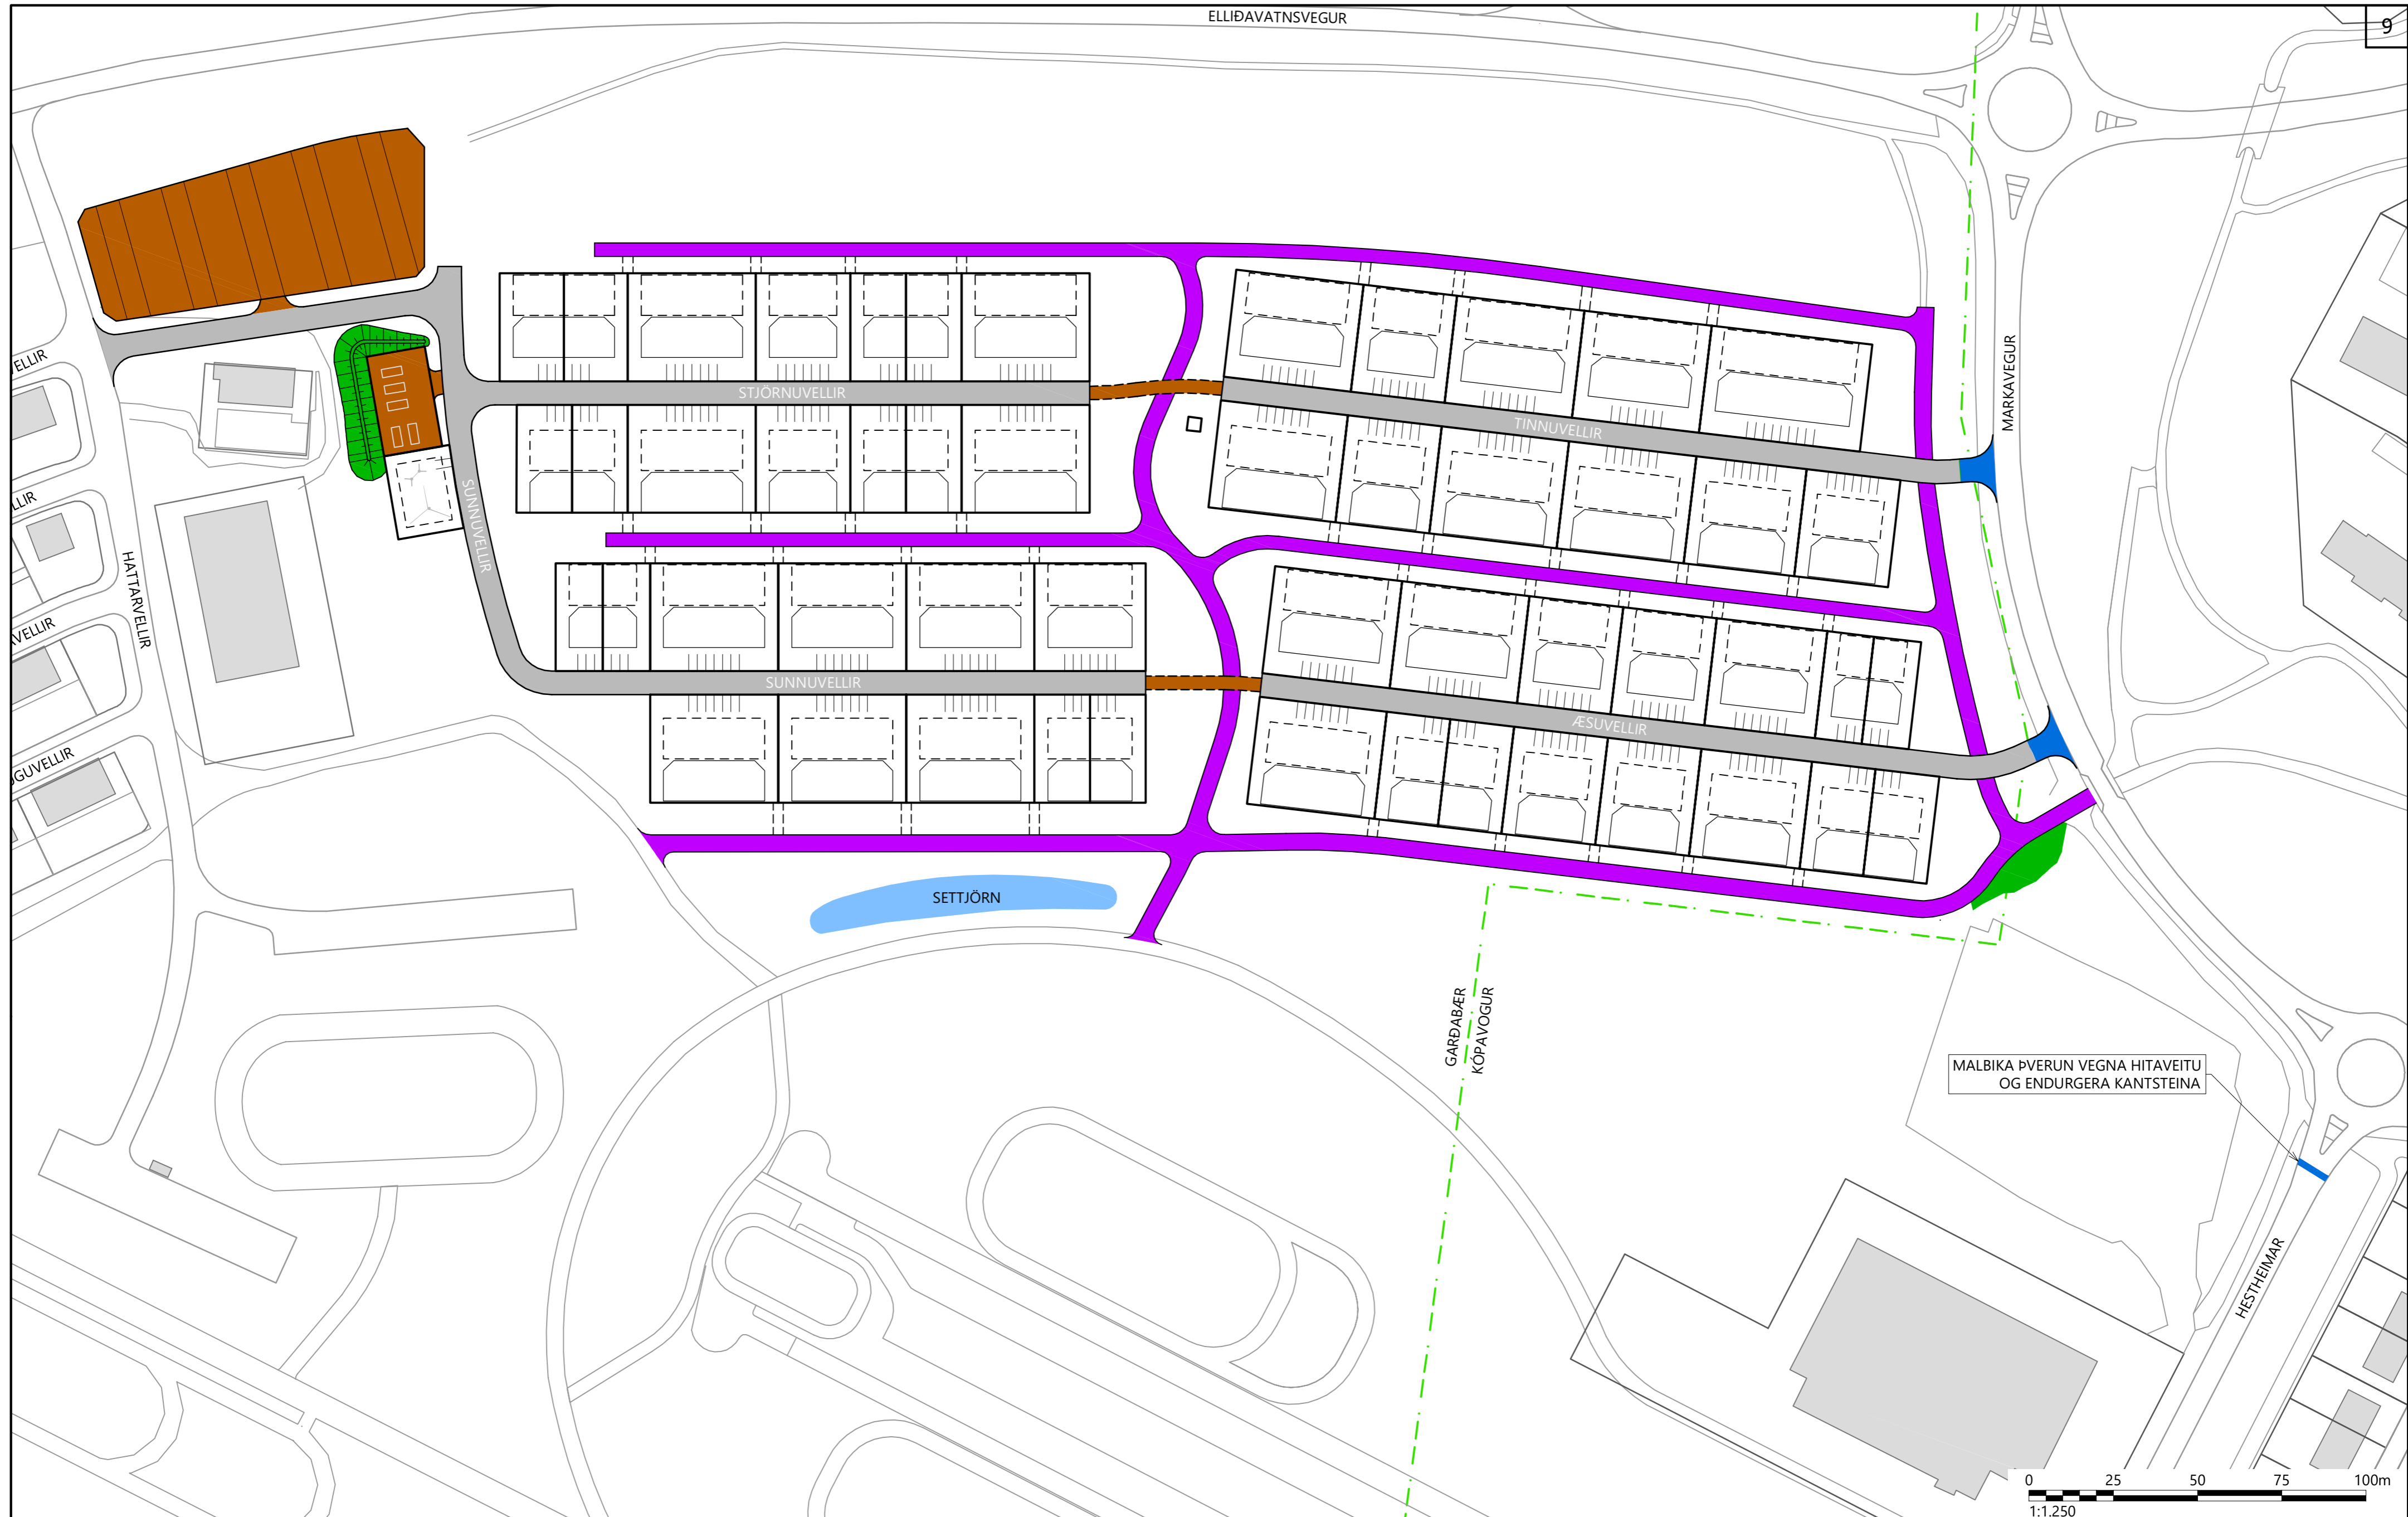 ELLIÐAVATNSVEGUR
9
MARKAVEGUR
STJÖRNUVELLIR
TINNUVELLIR
SUNNUVELLIR
HATTARVELLIR
SUNNUVELLIR
ÆSUVELLIR
SETTJÖRN
GARÐABÆR
KÓPAVOGUR
MALBIKA ÞVERUN VEGNA HITAVEITU
OG ENDURGERA KANTSTEINA
HESTHEIMAR
0 25 50 75 100m
1:1.250